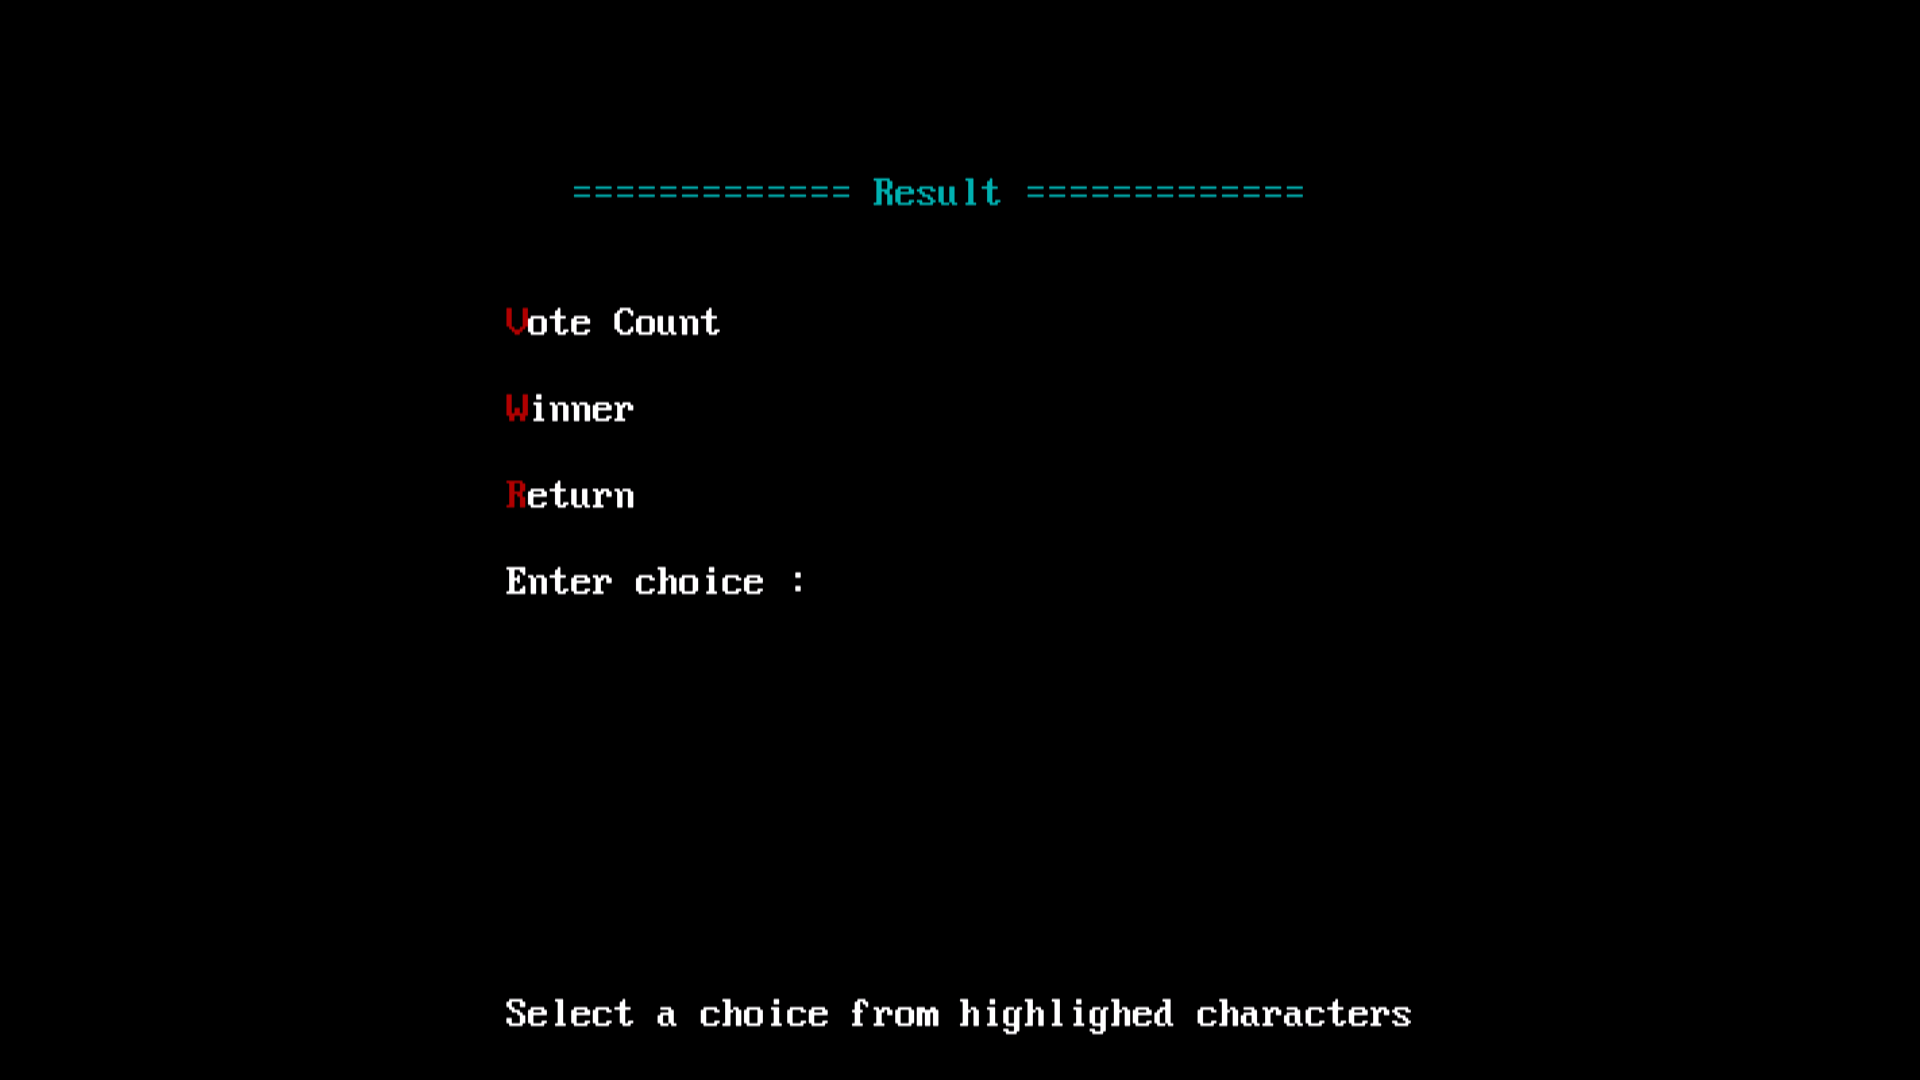 ============= Result =============
Vote Count
Winner
Return
Enter choice :
Select a choice from highlighed characters